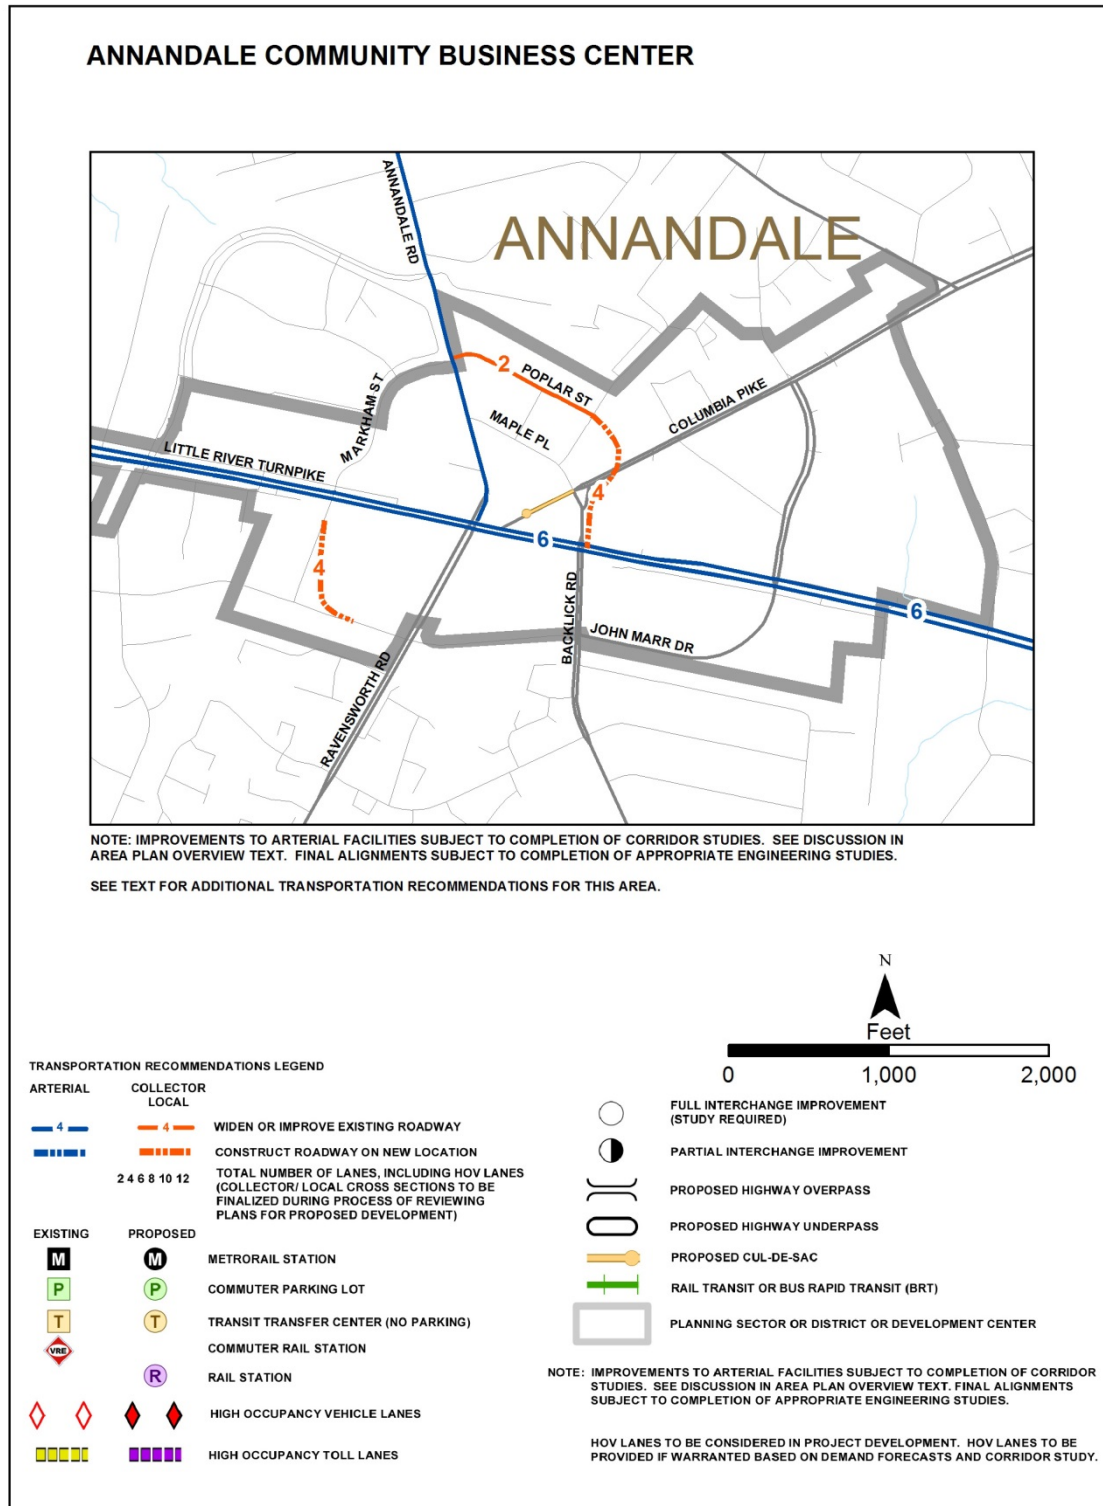 ANNANDALE COMMUNITY BUSINESS CENTER
ANNANDALE RD
ANNANDALE
2
POPLAR ST
MAPLE PL
COLUMBIA PIKE
MARKHAM ST
LITTLE RIVER TURNPIKE
4
6
4
6
BACKLICK RD
JOHN MARR DR
RAVENSWORTH RD
NOTE: IMPROVEMENTS TO ARTERIAL FACILITIES SUBJECT TO COMPLETION OF CORRIDOR STUDIES. SEE DISCUSSION IN
AREA PLAN OVERVIEW TEXT. FINAL ALIGNMENTS SUBJECT TO COMPLETION OF APPROPRIATE ENGINEERING STUDIES.
SEE TEXT FOR ADDITIONAL TRANSPORTATION RECOMMENDATIONS FOR THIS AREA.
N
Feet
0 1,000 2,000
TRANSPORTATION RECOMMENDATIONS LEGEND
ARTERIAL COLLECTOR
LOCAL
4 4 WIDEN OR IMPROVE EXISTING ROADWAY
CONSTRUCT ROADWAY ON NEW LOCATION
2 4 6 8 10 12 TOTAL NUMBER OF LANES, INCLUDING HOV LANES
(COLLECTOR/ LOCAL CROSS SECTIONS TO BE
FINALIZED DURING PROCESS OF REVIEWING
PLANS FOR PROPOSED DEVELOPMENT)
EXISTING PROPOSED
M M METRORAIL STATION
P P COMMUTER PARKING LOT
T T TRANSIT TRANSFER CENTER (NO PARKING)
VRE COMMUTER RAIL STATION
R RAIL STATION
HIGH OCCUPANCY VEHICLE LANES
HIGH OCCUPANCY TOLL LANES
FULL INTERCHANGE IMPROVEMENT
(STUDY REQUIRED)
PARTIAL INTERCHANGE IMPROVEMENT
PROPOSED HIGHWAY OVERPASS
PROPOSED HIGHWAY UNDERPASS
PROPOSED CUL-DE-SAC
RAIL TRANSIT OR BUS RAPID TRANSIT (BRT)
PLANNING SECTOR OR DISTRICT OR DEVELOPMENT CENTER
NOTE: IMPROVEMENTS TO ARTERIAL FACILITIES SUBJECT TO COMPLETION OF CORRIDOR
STUDIES. SEE DISCUSSION IN AREA PLAN OVERVIEW TEXT. FINAL ALIGNMENTS
SUBJECT TO COMPLETION OF APPROPRIATE ENGINEERING STUDIES.
HOV LANES TO BE CONSIDERED IN PROJECT DEVELOPMENT. HOV LANES TO BE
PROVIDED IF WARRANTED BASED ON DEMAND FORECASTS AND CORRIDOR STUDY.